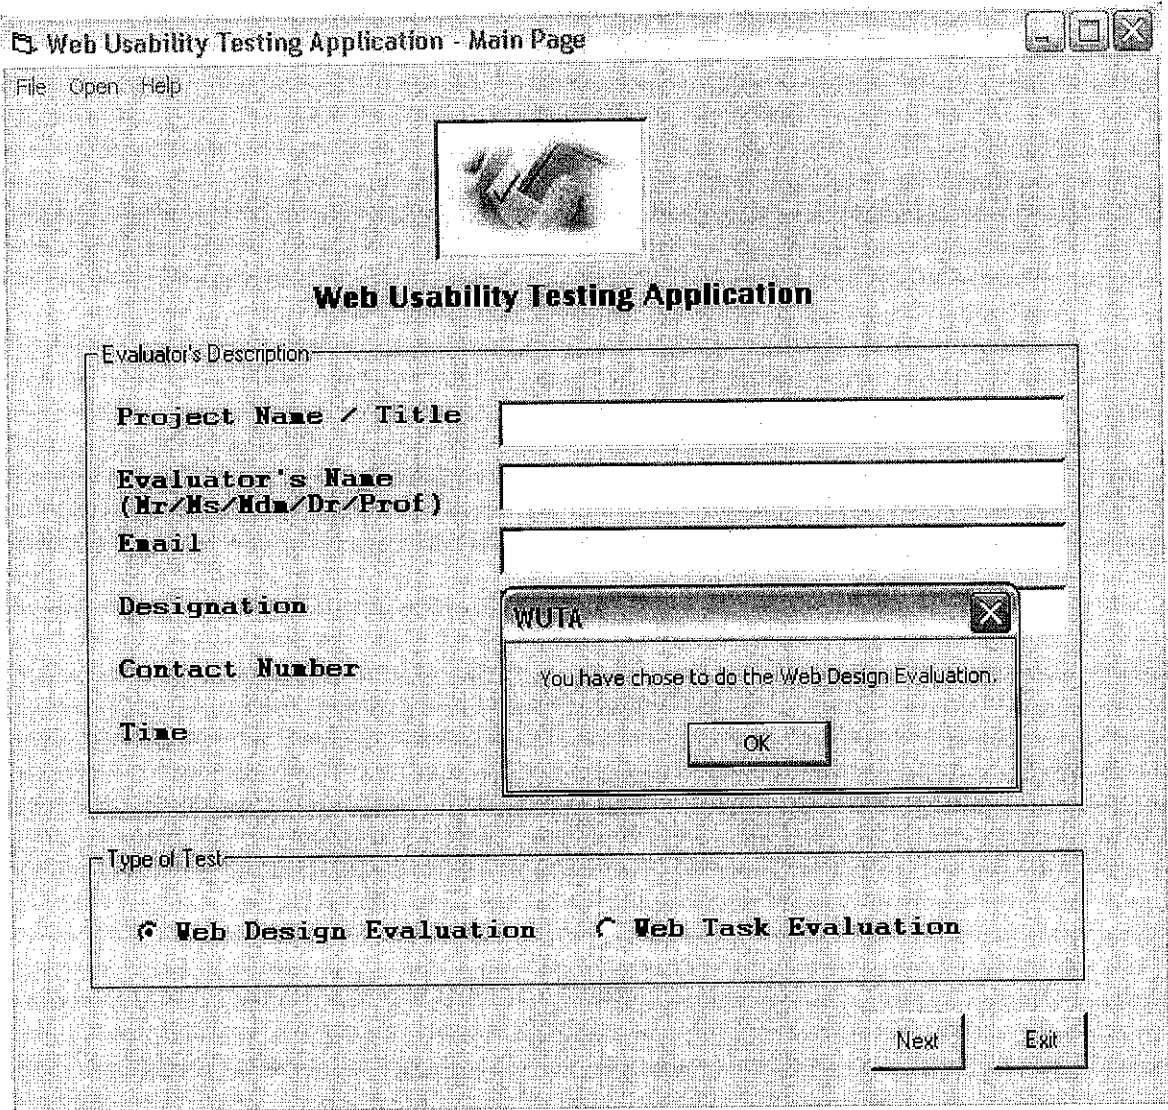 Web Usability Testing Application - Main Page
File Open Help
Web Usability Testing Application
Evaluator's Description
Project Name / Title
Evaluator's Name
(Mr/Ms/Mdm/Dr/Prof)
Email
Designation
Contact Number
Time
WUTA
You have chose to do the Web Design Evaluation.
OK
Type of Test
Web Design Evaluation Web Task Evaluation
Next Exit